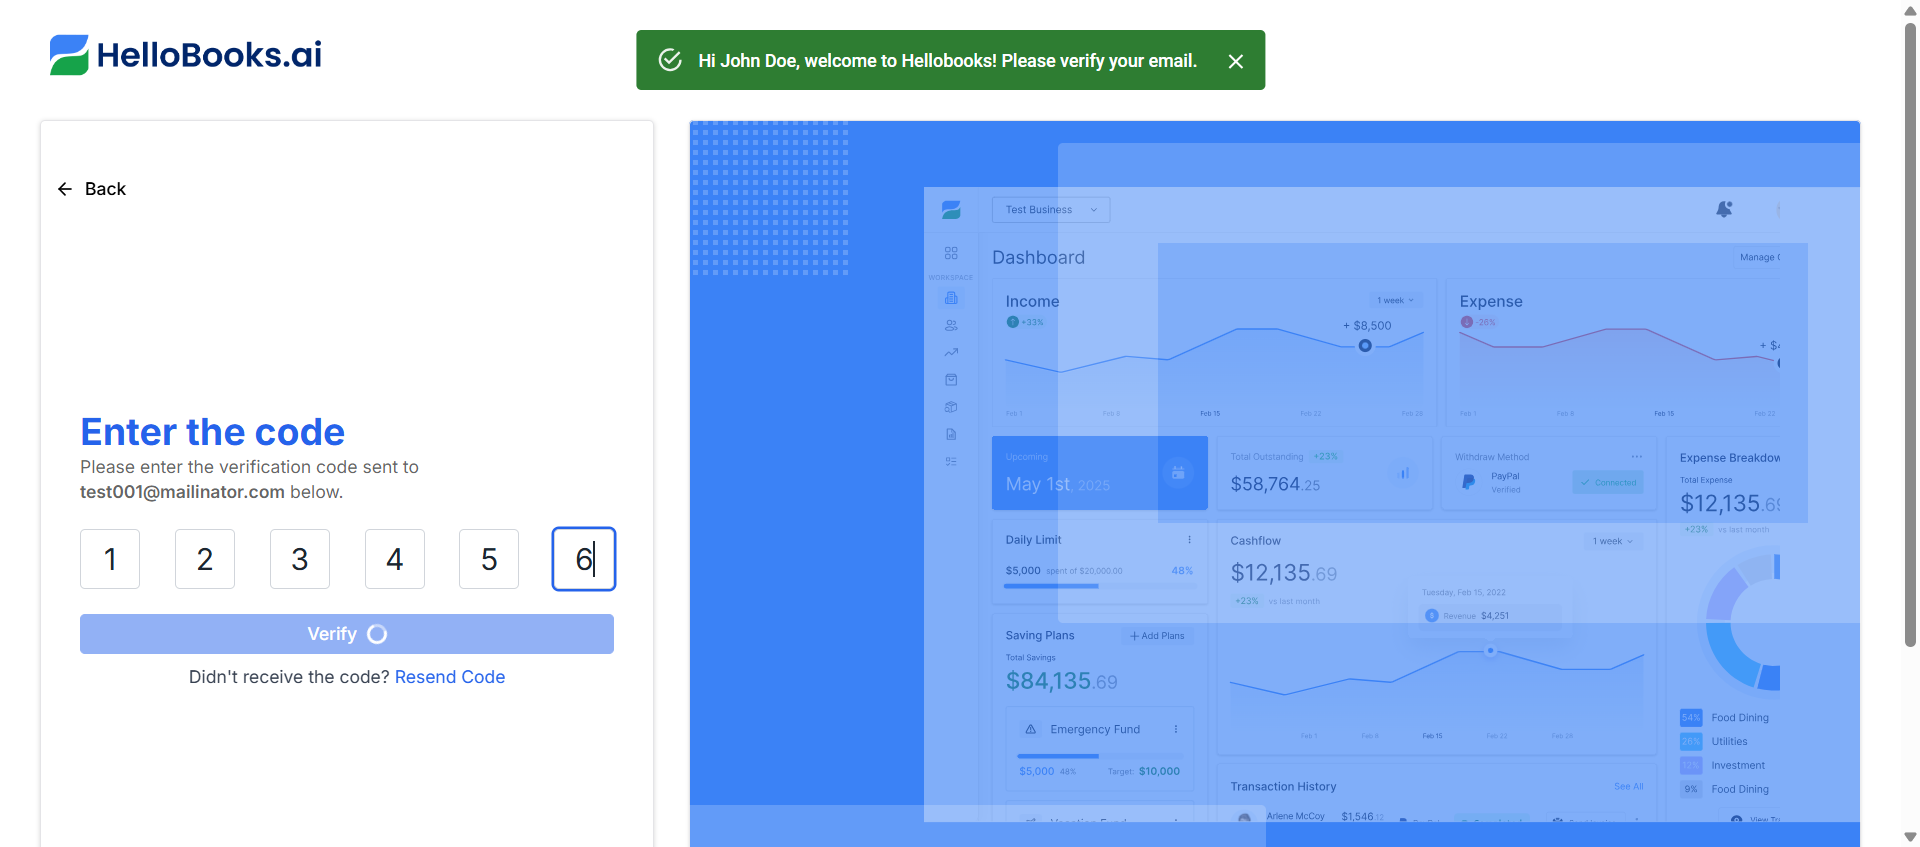 HelloBooks.ai
Hi John Doe, welcome to Hellobooks! Please verify your email.
Back
Enter the code
Please enter the verification code sent to
test001@mailinator.com below.
1 2 3 4 5 6
Verify
Didn't receive the code? Resend Code
Test Business
Dashboard
Manage
WORKSPACE
Income
1 week
+33%
+ $8,500
Feb 1 Feb 8 Feb 15 Feb 22 Feb 28
Expense
-26%
Feb 1 Feb 8 Feb 15 Feb 22
Upcoming
May 1st, 2025
Total Outstanding +23%
$58,764.25
Withdraw Method
PayPal
Verified
Connected
Expense Breakdow
Total Expense
$12,135.69
+23% vs last month
Daily Limit
$5,000 spent of $20,000.00 48%
Cashflow
1 week
$12,135.69
+23% vs last month
Tuesday, Feb 15, 2022
Revenue $4,251
Feb 1 Feb 8 Feb 15 Feb 22 Feb 28
Saving Plans
+ Add Plans
Total Savings
$84,135.69
Emergency Fund
$5,000 48% Target: $10,000
54% Food Dining
26% Utilities
12% Investment
9% Food Dining
Transaction History
See All
Arlene McCoy $1,546.12